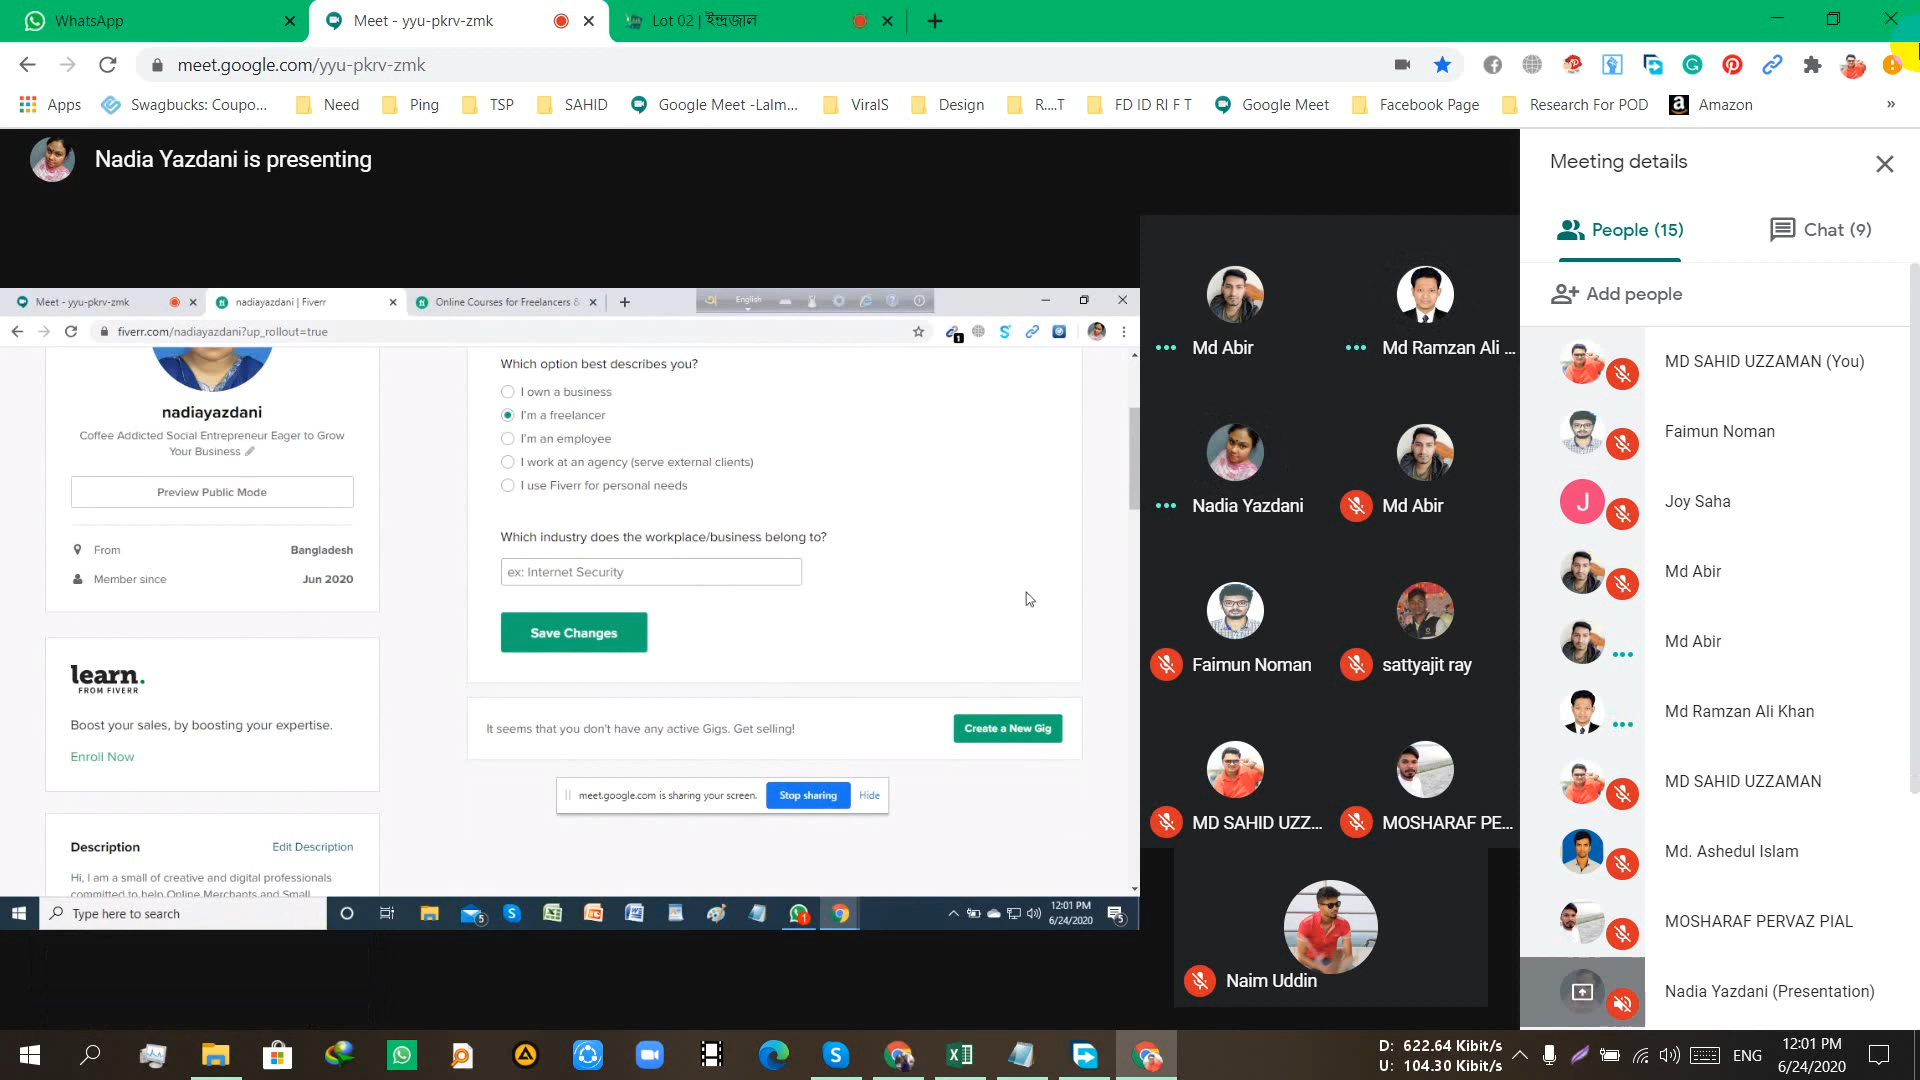 WhatsApp
Meet - yyu-pkrv-zmk
Lot 02 | ইন্দ্রজাল
meet.google.com/yyu-pkrv-zmk
Apps
Swagbucks: Coupo...
Need
Ping
TSP
SAHID
Google Meet -Lalm...
ViralS
Design
R....T
FD ID RI F T
Google Meet
Facebook Page
Research For POD
Amazon
»
Nadia Yazdani is presenting
Meet - yyu-pkrv-zmk
nadiayazdani | Fiverr
Online Courses for Freelancers &
English
fiverr.com/nadiayazdani?up_rollout=true
nadiayazdani
Coffee Addicted Social Entrepreneur Eager to Grow
Your Business
Preview Public Mode
From Bangladesh
Member since Jun 2020
learn.
FROM FIVERR
Boost your sales, by boosting your expertise.
Enroll Now
Description Edit Description
Hi, I am a small of creative and digital professionals
committed to help Online Merchants and Small
Which option best describes you?
I own a business
I'm a freelancer
I'm an employee
I work at an agency (serve external clients)
I use Fiverr for personal needs
Which industry does the workplace/business belong to?
ex: Internet Security
Save Changes
It seems that you don't have any active Gigs. Get selling!
Create a New Gig
meet.google.com is sharing your screen.
Stop sharing
Hide
Type here to search
12:01 PM
6/24/2020
Md Abir
Md Ramzan Ali ...
Nadia Yazdani
Md Abir
Faimun Noman
sattyajit ray
MD SAHID UZZ...
MOSHARAF PE...
Naim Uddin
Meeting details
People (15)
Chat (9)
Add people
MD SAHID UZZAMAN (You)
Faimun Noman
J
Joy Saha
Md Abir
Md Abir
Md Ramzan Ali Khan
MD SAHID UZZAMAN
Md. Ashedul Islam
MOSHARAF PERVAZ PIAL
Nadia Yazdani (Presentation)
D: 622.64 Kibit/s
U: 104.30 Kibit/s
ENG
12:01 PM
6/24/2020